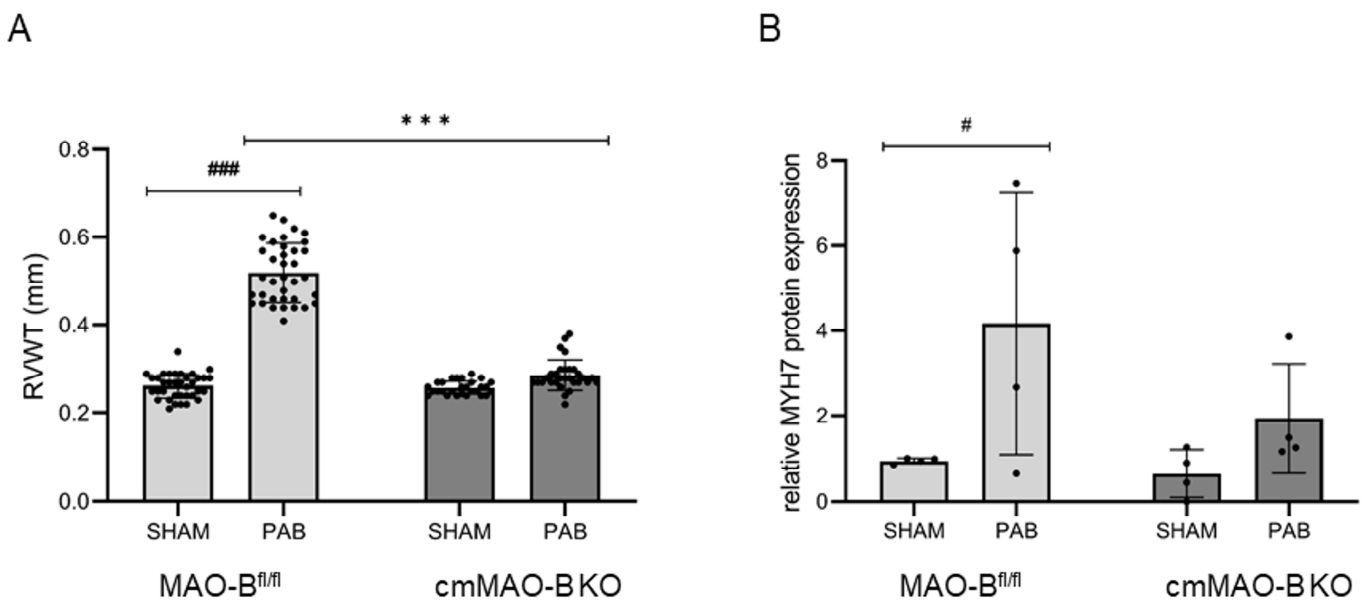 A
B
* * *
###
RVWT (mm)
0.8
0.6
0.4
0.2
0.0
SHAM
PAB
SHAM
PAB
MAO-Bfl/fl
cmMAO-B KO
#
relative MYH7 protein expression
8
6
4
2
0
SHAM
PAB
SHAM
PAB
MAO-Bfl/fl
cmMAO-B KO